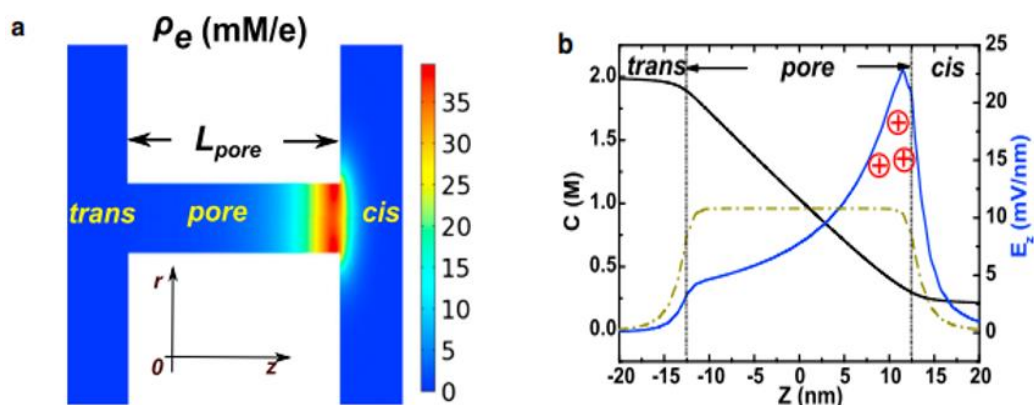 a
ρe (mM/e)
Lpore
trans
pore
cis
r
0
z
35
30
25
20
15
10
5
0
b
trans
pore
cis
2.0
1.5
1.0
0.5
0.0
C (M)
25
20
15
10
5
0
Ez (mV/nm)
+
+ +
-20 -15 -10 -5 0 5 10 15 20
Z (nm)